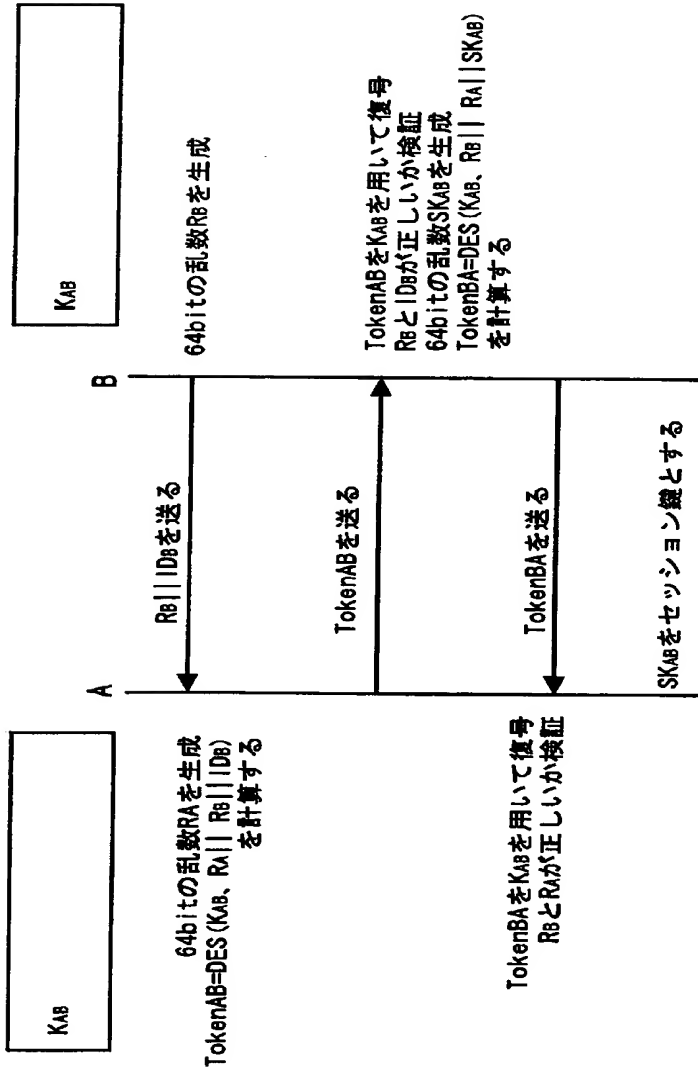 KAB
KAB
A
B
64bitの乱数RBを生成
RB||IDBを送る
64bitの乱数RAを生成
TokenAB=DES(KAB、RA|| RB||IDB)
を計算する
TokenABを送る
TokenABをKABを用いて復号
RBとIDBが正しいか検証
64bitの乱数SKABを生成
TokenBA=DES(KAB、RB|| RA||SKAB)
を計算する
TokenBAを送る
TokenBAをKABを用いて復号
RBとRAが正しいか検証
SKABをセッション鍵とする